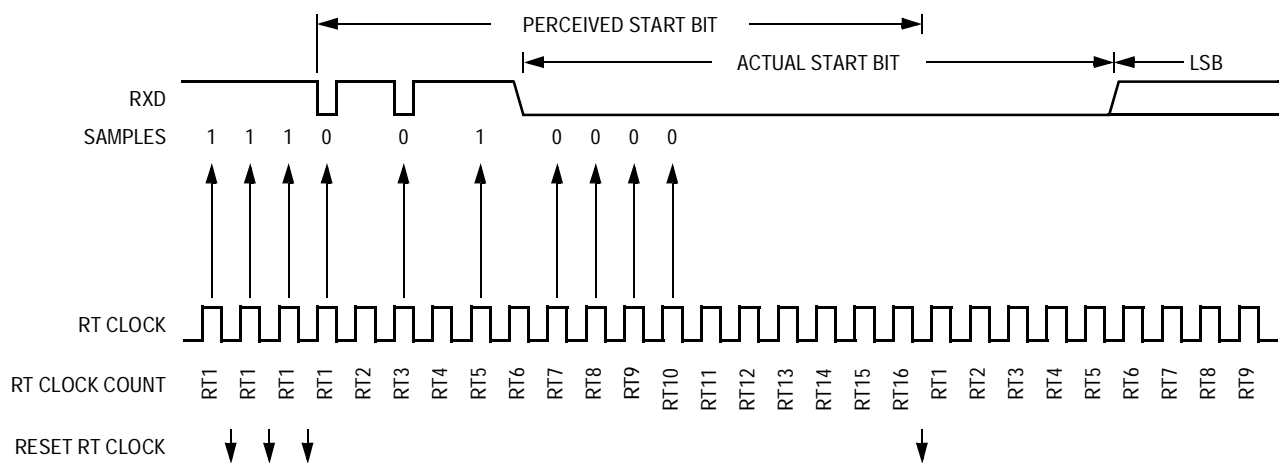 PERCEIVED START BIT
ACTUAL START BIT
LSB
RXD
SAMPLES 1 1 1 0 0 1 0 0 0 0
RT CLOCK
RT CLOCK COUNT RT1 RT1 RT1 RT1 RT2 RT3 RT4 RT5 RT6 RT7 RT8 RT9 RT10 RT11 RT12 RT13 RT14 RT15 RT16 RT1 RT2 RT3 RT4 RT5 RT6 RT7 RT8 RT9
RESET RT CLOCK